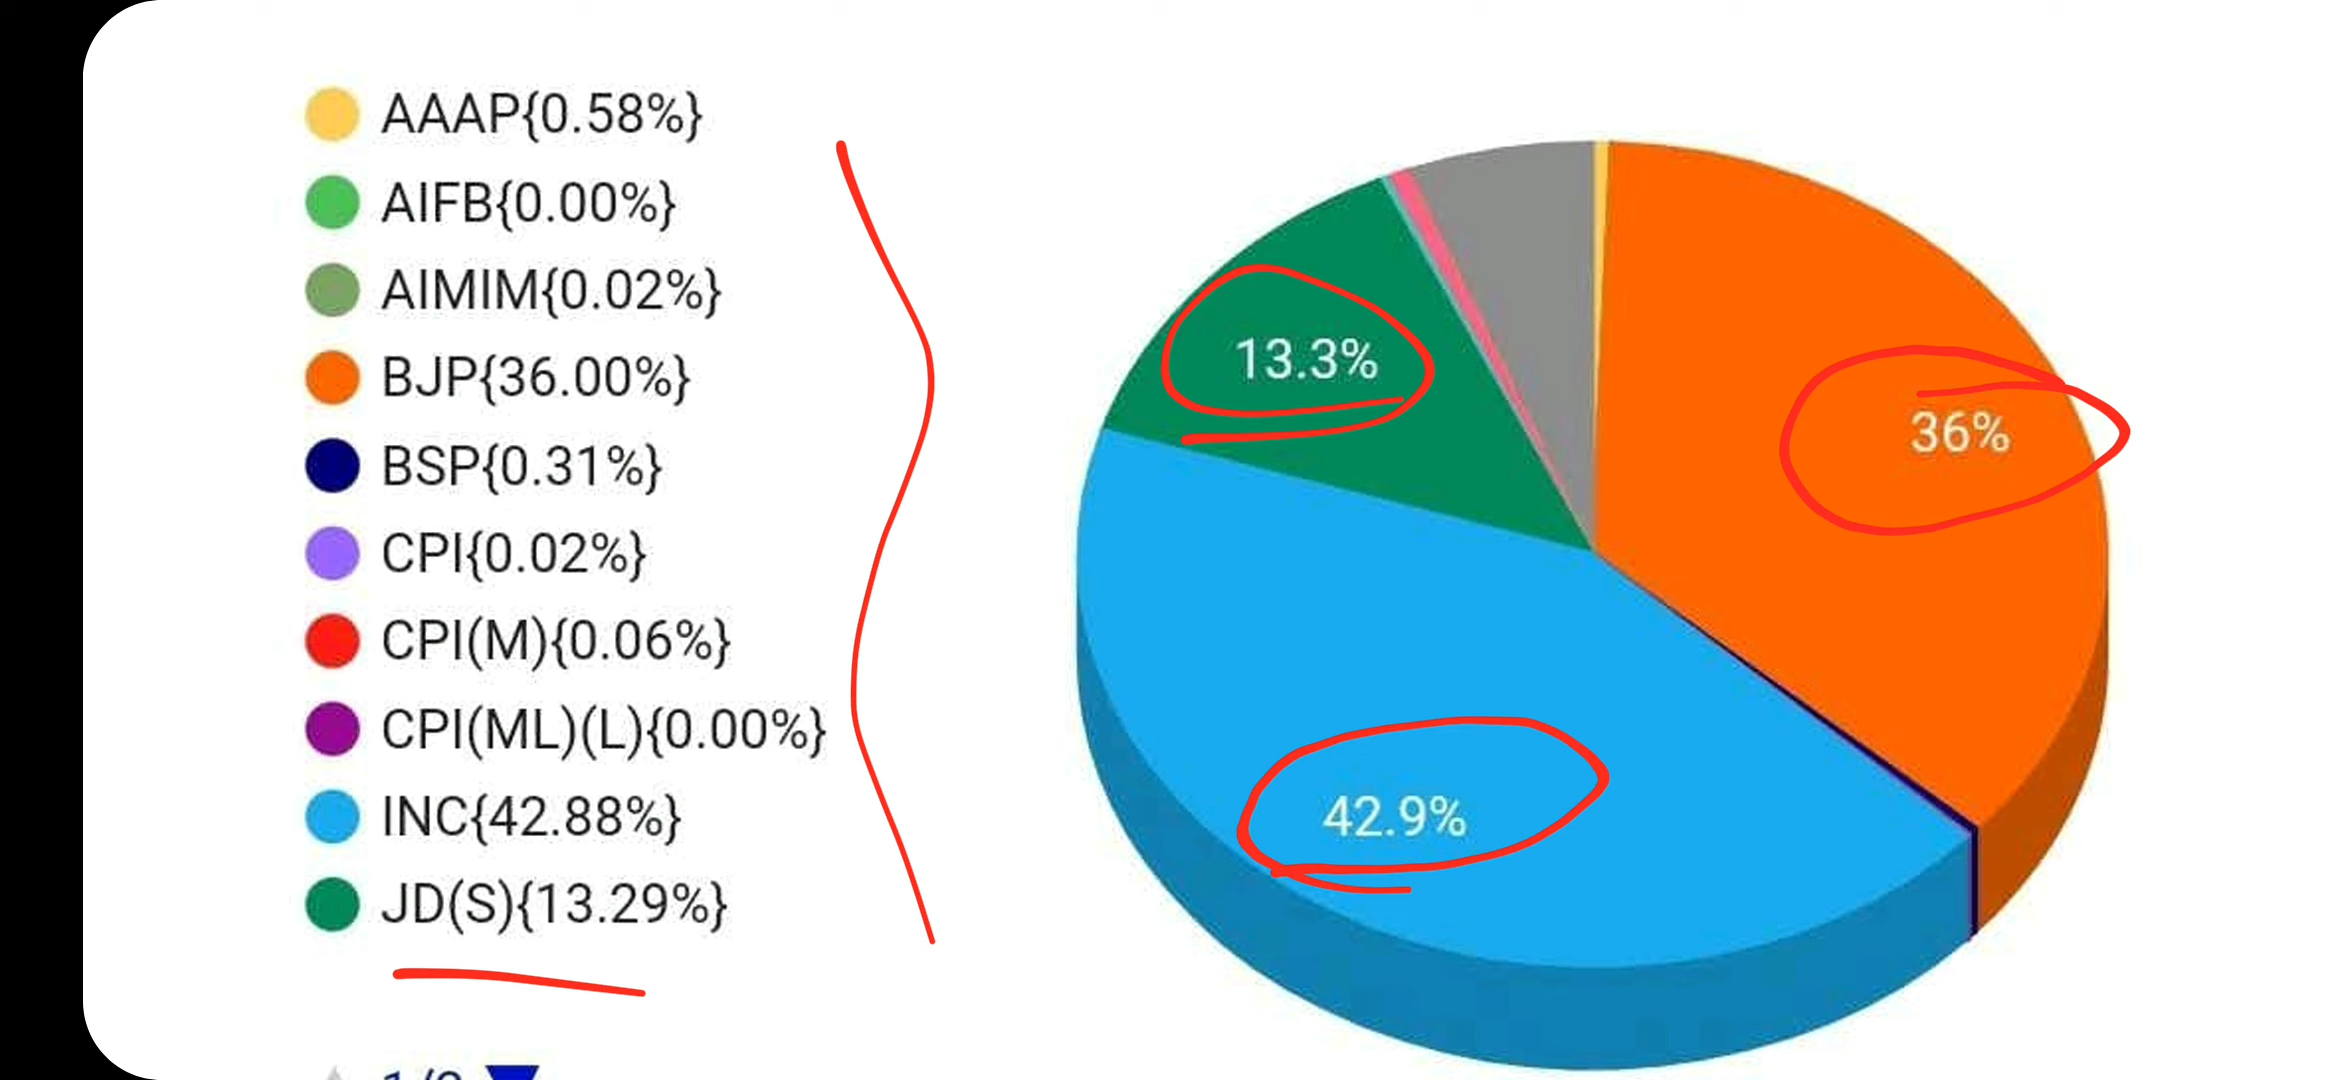 AAAP{0.58%}
AIFB{0.00%}
AIMIM{0.02%}
BJP{36.00%}
BSP{0.31%}
CPI{0.02%}
CPI(M){0.06%}
CPI(ML)(L){0.00%}
INC{42.88%}
JD(S){13.29%}
13.3%
36%
42.9%